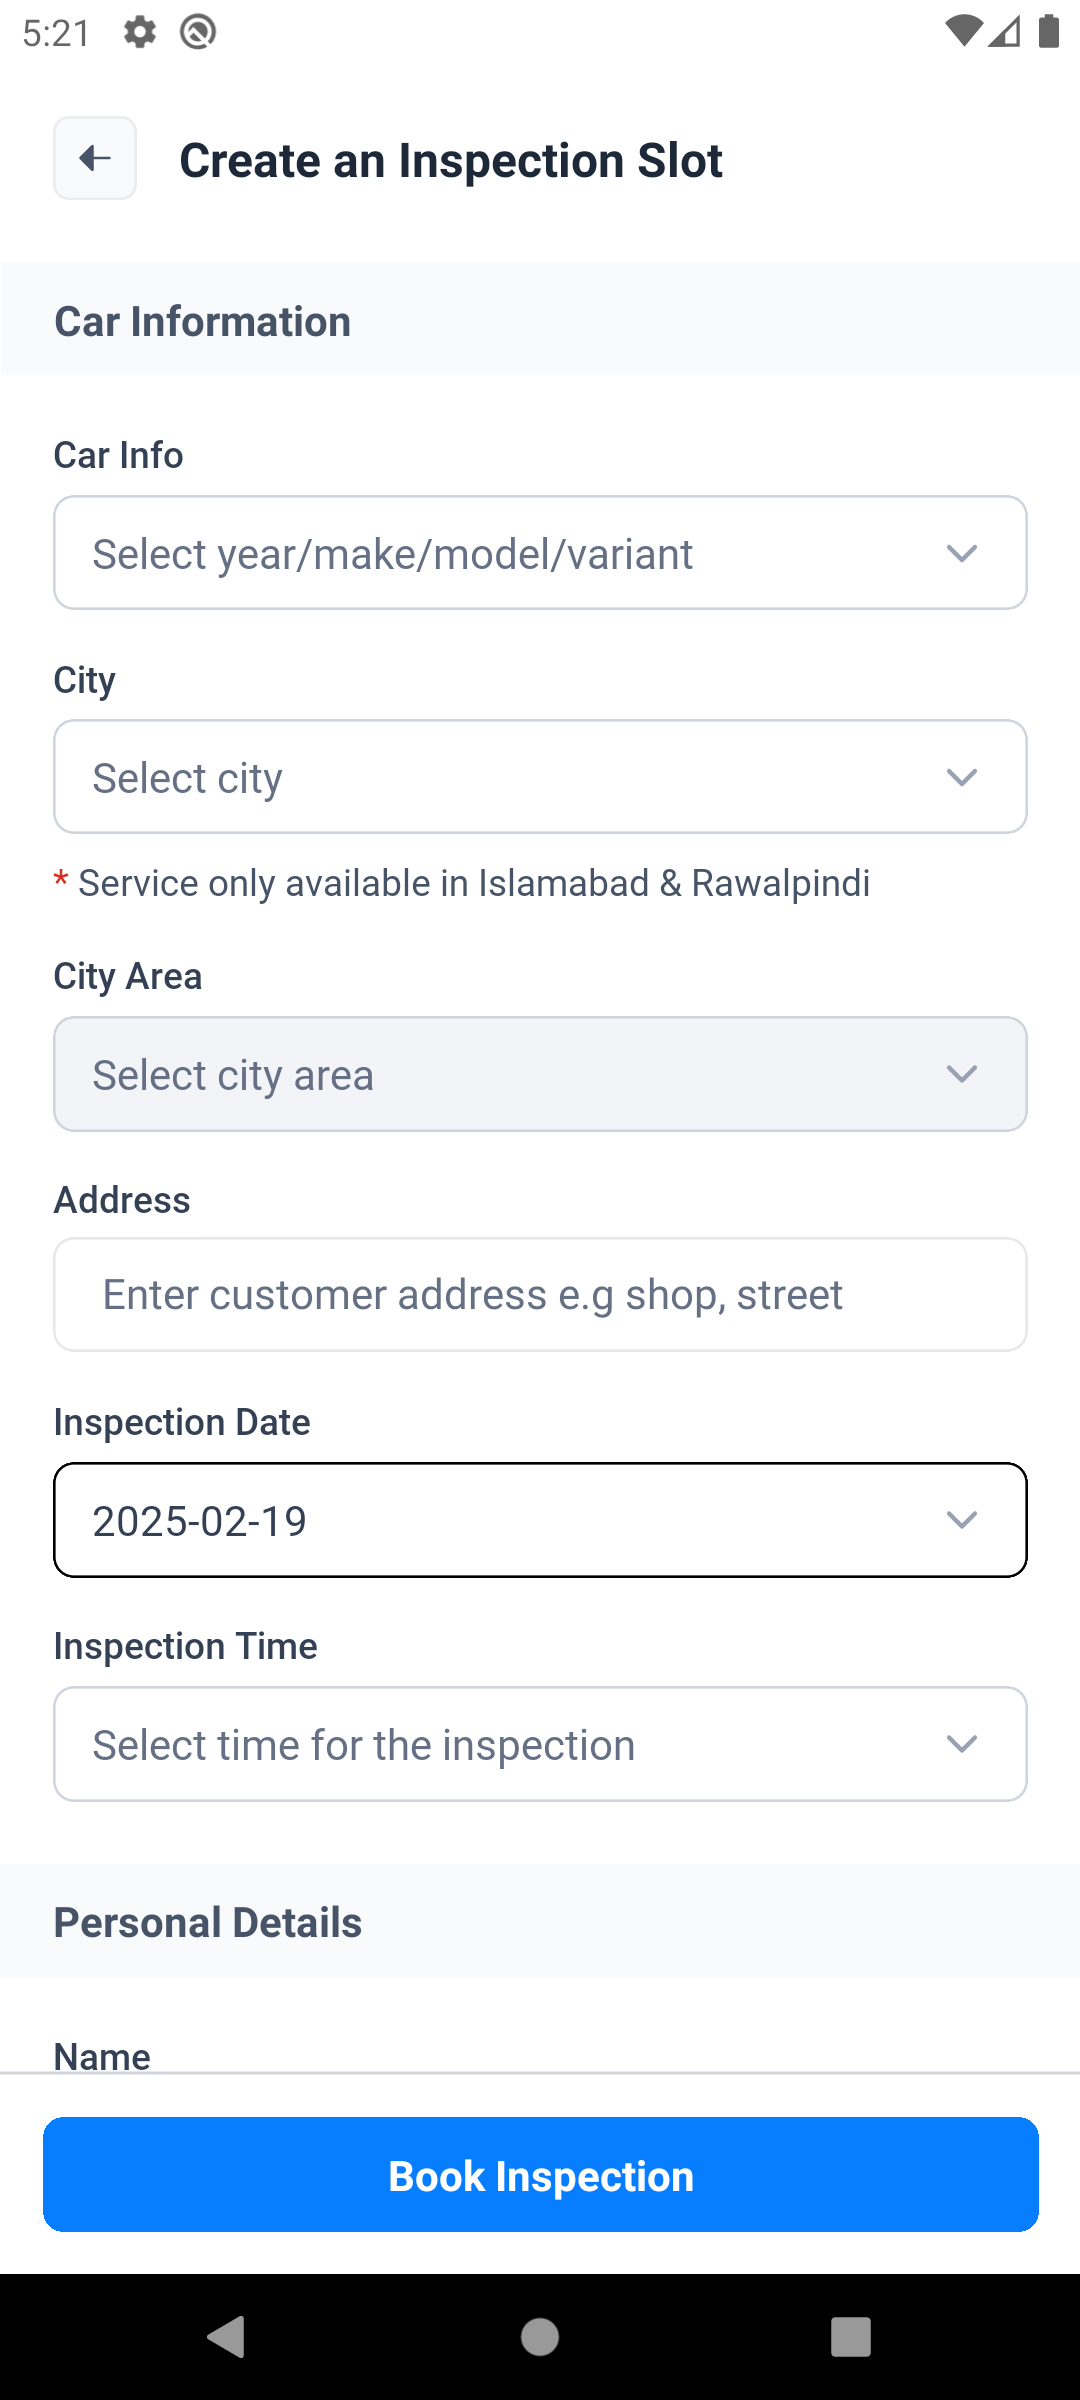 5:21
Create an Inspection Slot
Car Information
Car Info
Select year/make/model/variant
City
Select city
* Service only available in Islamabad & Rawalpindi
City Area
Select city area
Address
Enter customer address e.g shop, street
Inspection Date
2025-02-19
Inspection Time
Select time for the inspection
Personal Details
Name
Book Inspection